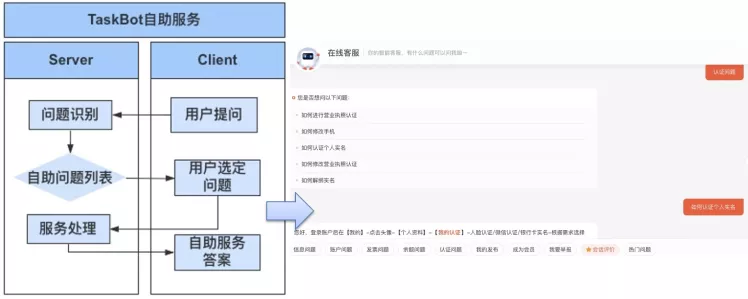 TaskBot自助服务
Server
Client
问题识别
用户提问
自助问题列表
用户选定
问题
服务处理
自助服务
答案
在线客服
你的智能客服，有什么问题可以问我呦~
认证问题
您是否想问以下问题:
如何进行营业执照认证
如何修改手机
如何认证个人实名
如何修改营业执照认证
如何解绑实名
如何认证个人实名
您好，登录账户后在【我的】-点击头像-【个人资料】-【我的认证】-人脸认证/微信认证/银行卡实名-根据需求选择
信息问题 账户问题 发票问题 余额问题 认证问题 我的发布 成为会员 我要举报 会话评价 热门问题